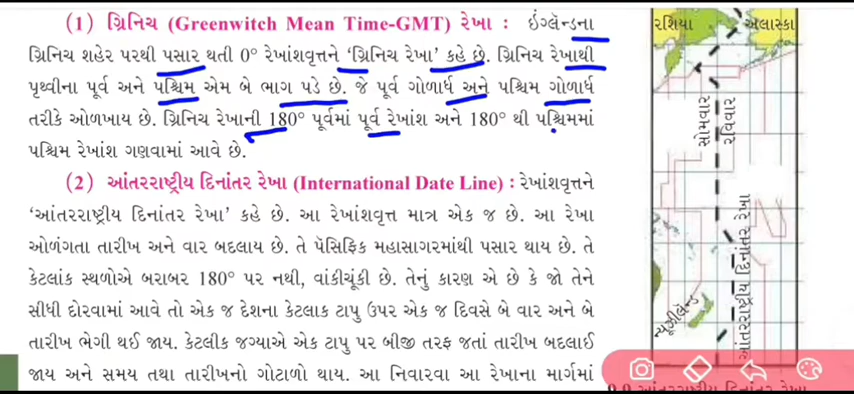 (1) ગ્રિનિચ (Greenwitch Mean Time-GMT) રેખા : ઇંગ્લૅન્ડના
ગ્રિનિચ શહેર પરથી પસાર થતી 0° રેખાંશવૃત્તને ‘ગ્રિનિચ રેખા’ કહે છે. ગ્રિનિચ રેખાથી
પૃથ્વીના પૂર્વ અને પશ્ચિમ એમ બે ભાગ પડે છે. જે પૂર્વ ગોળાર્ધ અને પશ્ચિમ ગોળાર્ધ
તરીકે ઓળખાય છે. ગ્રિનિચ રેખાની 180° પૂર્વમાં પૂર્વ રેખાંશ અને 180° થી પશ્ચિમમાં
પશ્ચિમ રેખાંશ ગણવામાં આવે છે.
(2) આંતરરાષ્ટ્રીય દિનાંતર રેખા (International Date Line) : રેખાંશવૃત્તને
‘આંતરરાષ્ટ્રીય દિનાંતર રેખા’ કહે છે. આ રેખાંશવૃત્ત માત્ર એક જ છે. આ રેખા
ઓળંગતા તારીખ અને વાર બદલાય છે. તે પૅસિફિક મહાસાગરમાંથી પસાર થાય છે. તે
કેટલાંક સ્થળોએ બરાબર 180° પર નથી, વાંકીચૂંકી છે. તેનું કારણ એ છે કે જો તેને
સીધી દોરવામાં આવે તો એક જ દેશના કેટલાક ટાપુ ઉપર એક જ દિવસે બે વાર અને બે
તારીખ ભેગી થઈ જાય. કેટલીક જગ્યાએ એક ટાપુ પર બીજી તરફ જતાં તારીખ બદલાઈ
જાય અને સમય તથા તારીખનો ગોટાળો થાય. આ નિવારવા આ રેખાના માર્ગમાં
રશિયા
અલાસ્કા
સોમવાર
રવિવાર
આંતરરાષ્ટ્રીય દિનાંતર રેખા
ન્યૂઝીલૅન્ડ